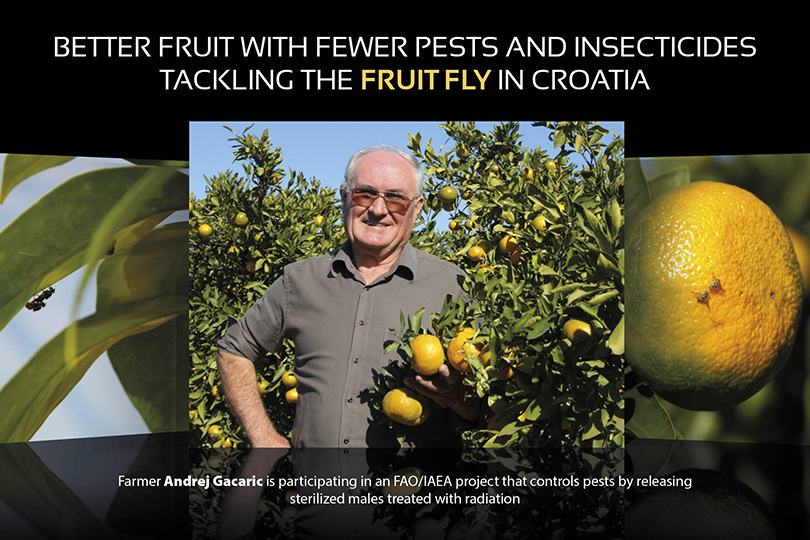 BETTER FRUIT WITH FEWER PESTS AND INSECTICIDES
TACKLING THE FRUIT FLY IN CROATIA
Farmer Andrej Gacaric is participating in an FAO/IAEA project that controls pests by releasing
sterilized males treated with radiation